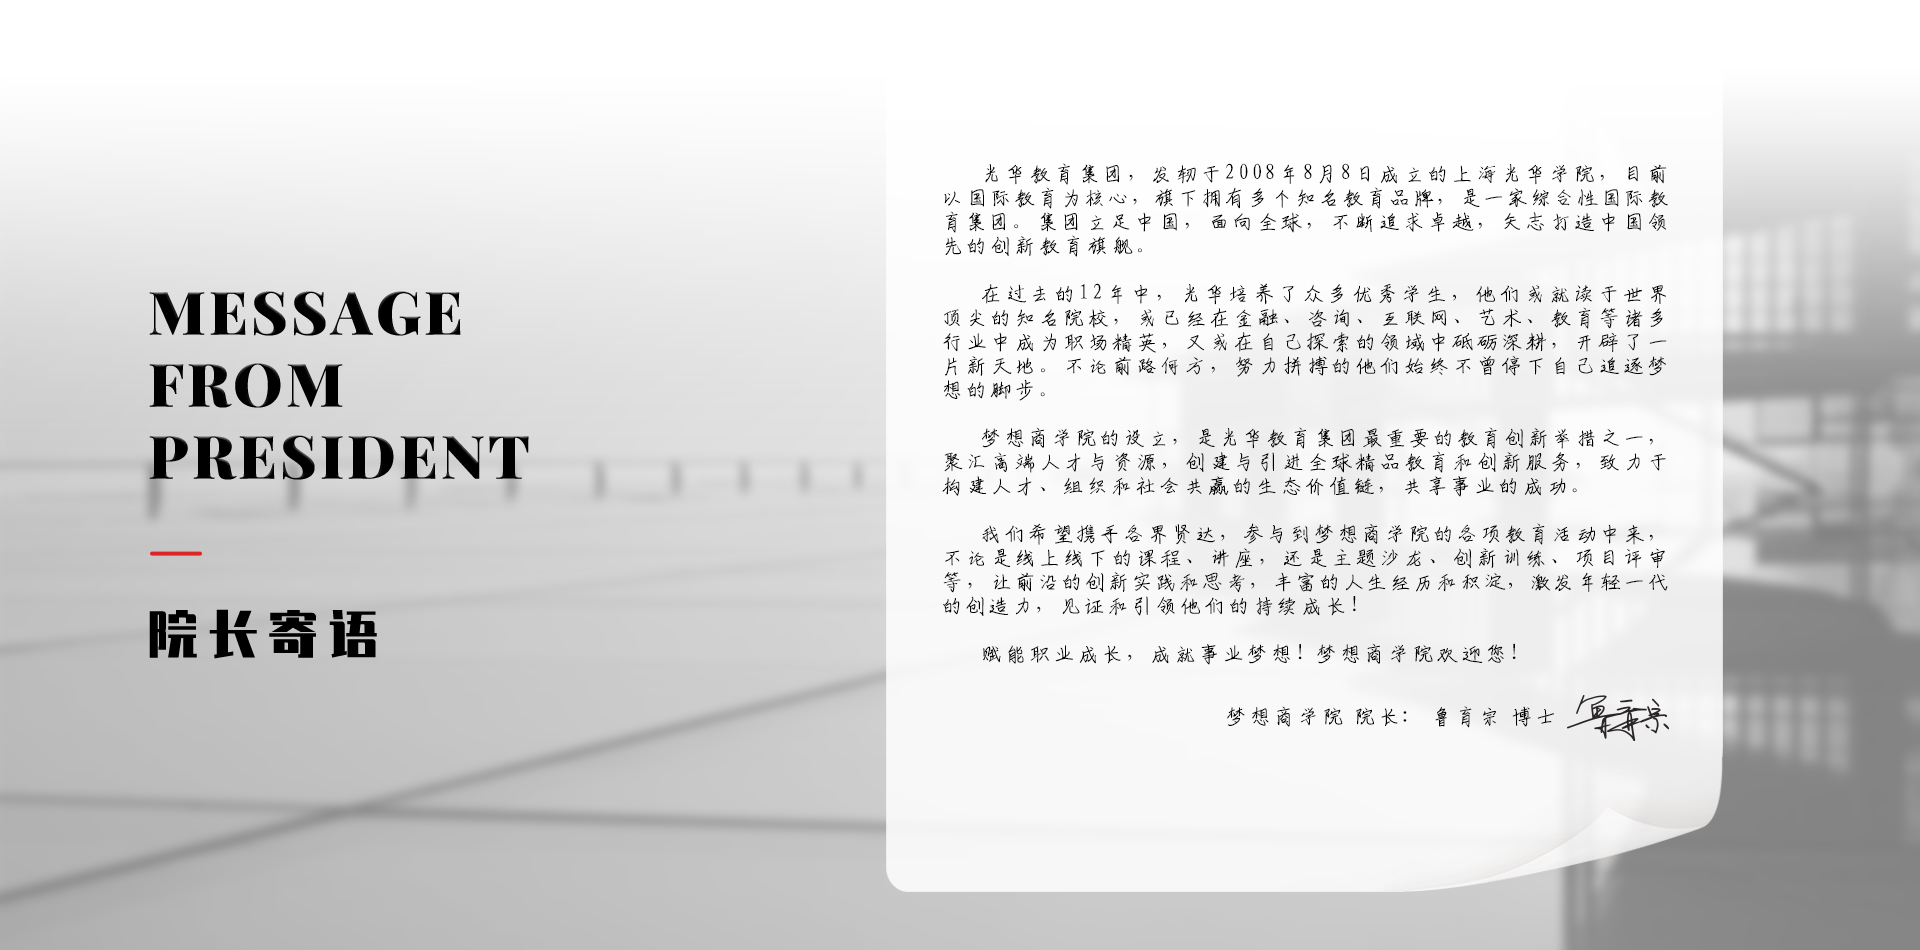 MESSAGE
FROM
PRESIDENT
院长寄语
光华教育集团，发轫于2008年8月8日成立的上海光华学院，目前
以国际教育为核心，旗下拥有多个知名教育品牌，是一家综合性国际教
育集团。集团立足中国，面向全球，不断追求卓越，矢志打造中国领
先的创新教育旗舰。
在过去的12年中，光华培养了众多优秀学生，他们或就读于世界
顶尖的知名院校，或已经在金融、咨询、互联网、艺术、教育等诸多
行业中成为职场精英，又或在自己探索的领域中砥砺深耕，开辟了一
片新天地。不论前路何方，努力拼搏的他们始终不曾停下自己追逐梦
想的脚步。
梦想商学院的设立，是光华教育集团最重要的教育创新举措之一，
聚汇高端人才与资源，创建与引进全球精品教育和创新服务，致力于
构建人才、组织和社会共赢的生态价值链，共享事业的成功。
我们希望携手各界贤达，参与到梦想商学院的各项教育活动中来，
不论是线上线下的课程、讲座，还是主题沙龙、创新训练、项目评审
等，让前沿的创新实践和思考，丰富的人生经历和积淀，激发年轻一代
的创造力，见证和引领他们的持续成长！
赋能职业成长，成就事业梦想！梦想商学院欢迎您！
梦想商学院 院长： 鲁育宗 博士 鲁育宗